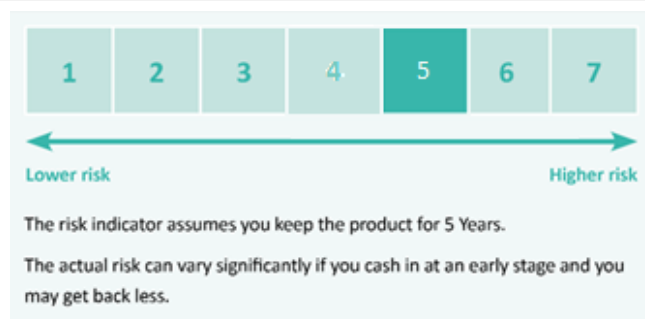 1 2 3 4 5 6 7
Lower risk Higher risk
The risk indicator assumes you keep the product for 5 Years.
The actual risk can vary significantly if you cash in at an early stage and you
may get back less.